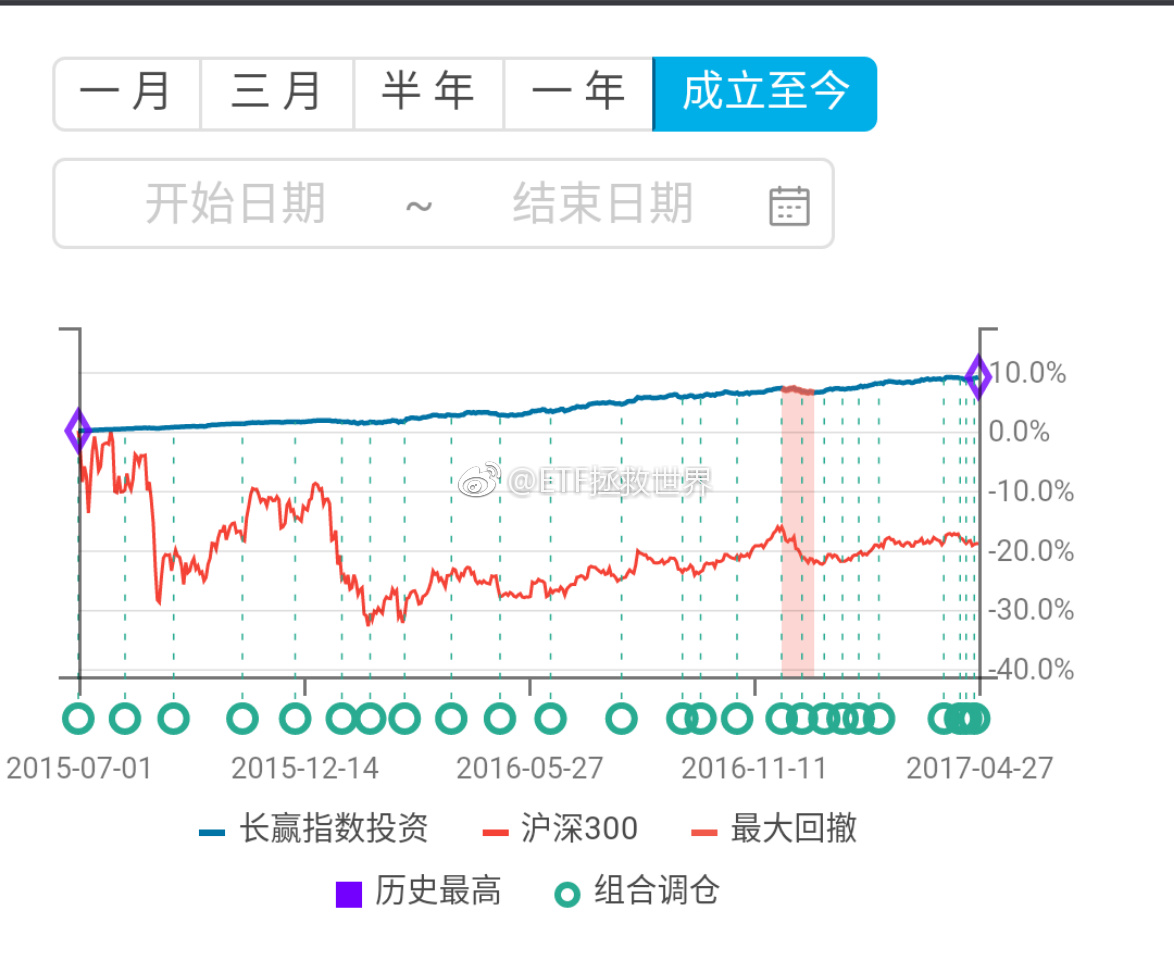 一月 三月 半年 一年 成立至今
开始日期 ~ 结束日期
10.0%
0.0%
@ETF拯救世界
-10.0%
-20.0%
-30.0%
-40.0%
2015-07-01 2015-12-14 2016-05-27 2016-11-11 2017-04-27
长赢指数投资 沪深300 最大回撤
历史最高 组合调仓